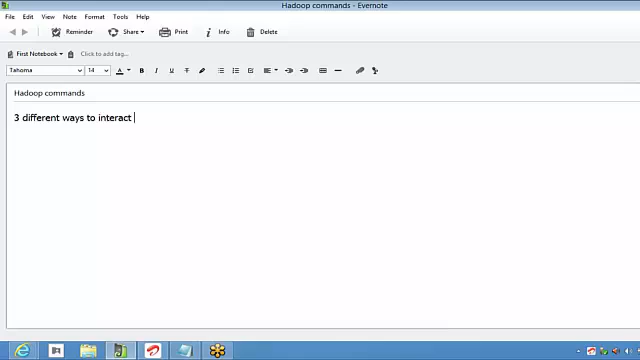 Hadoop commands - Evernote
File Edit View Note Format Tools Help
Reminder Share Print Info Delete
First Notebook Click to add tag...
Tahoma 14 A B I U T
Hadoop commands
3 different ways to interact